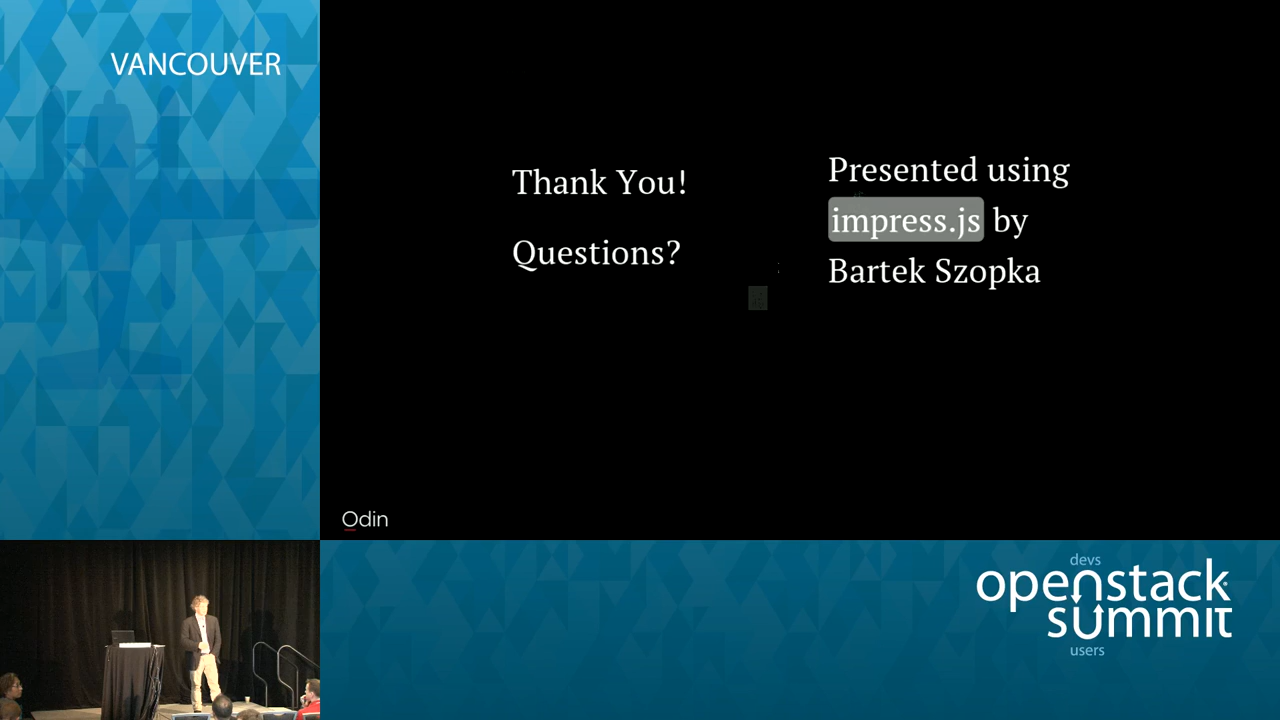 VANCOUVER
Thank You!
Questions?
Presented using
impress.js by
Bartek Szopka
Odin
devs
openstack
summit
users